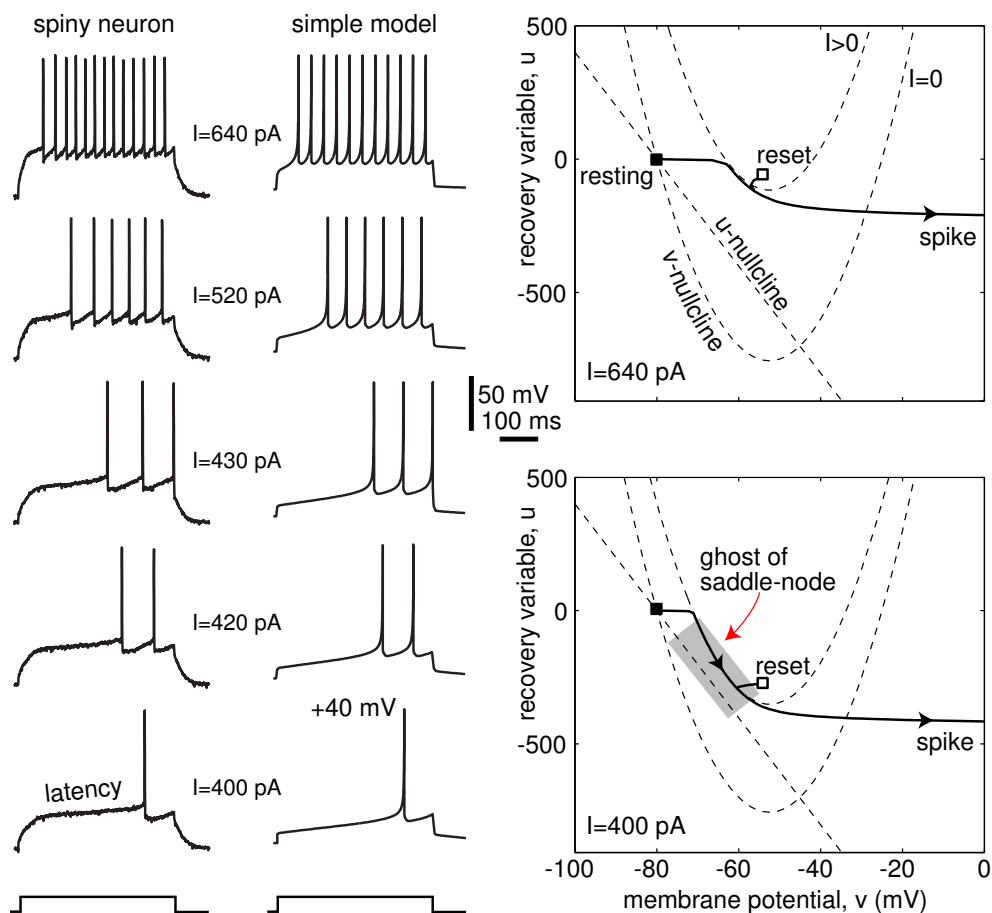 spiny neuron
simple model
I=640 pA
I=520 pA
50 mV
100 ms
I=430 pA
I=420 pA
+40 mV
latency
I=400 pA
500
0
-500
recovery variable, u
I>0
I=0
reset
resting
spike
u-nullcline
v-nullcline
I=640 pA
500
0
-500
recovery variable, u
ghost of
saddle-node
reset
spike
I=400 pA
-100
-80
-60
-40
-20
0
membrane potential, v (mV)